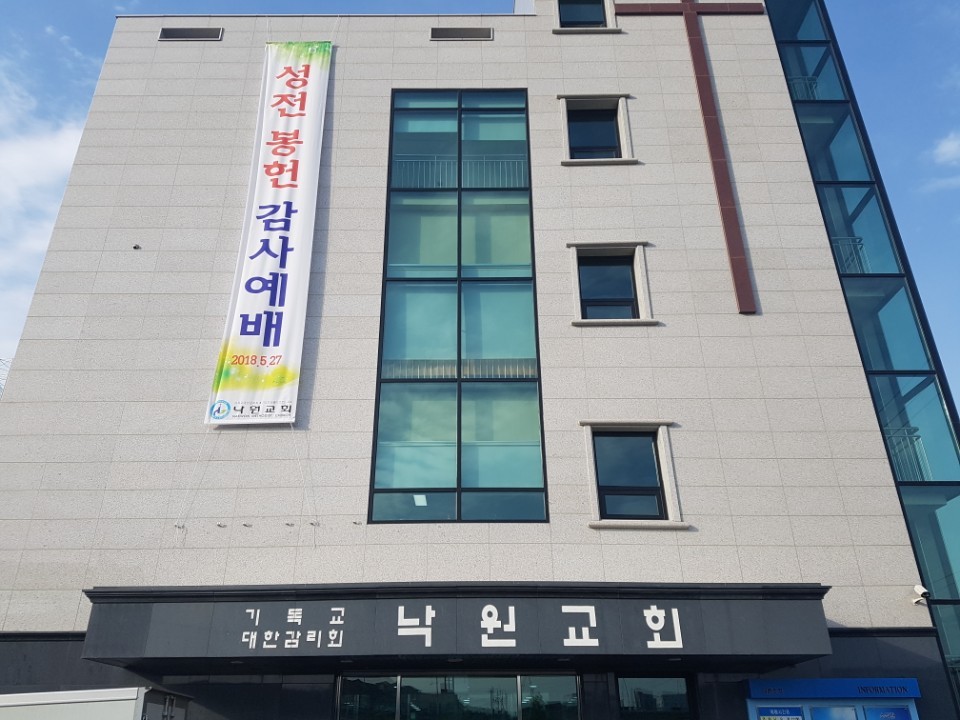 성전 봉헌 감사예배
2018.5.27
낙원교회
기독교
대한감리회
낙원교회
INFORMATION